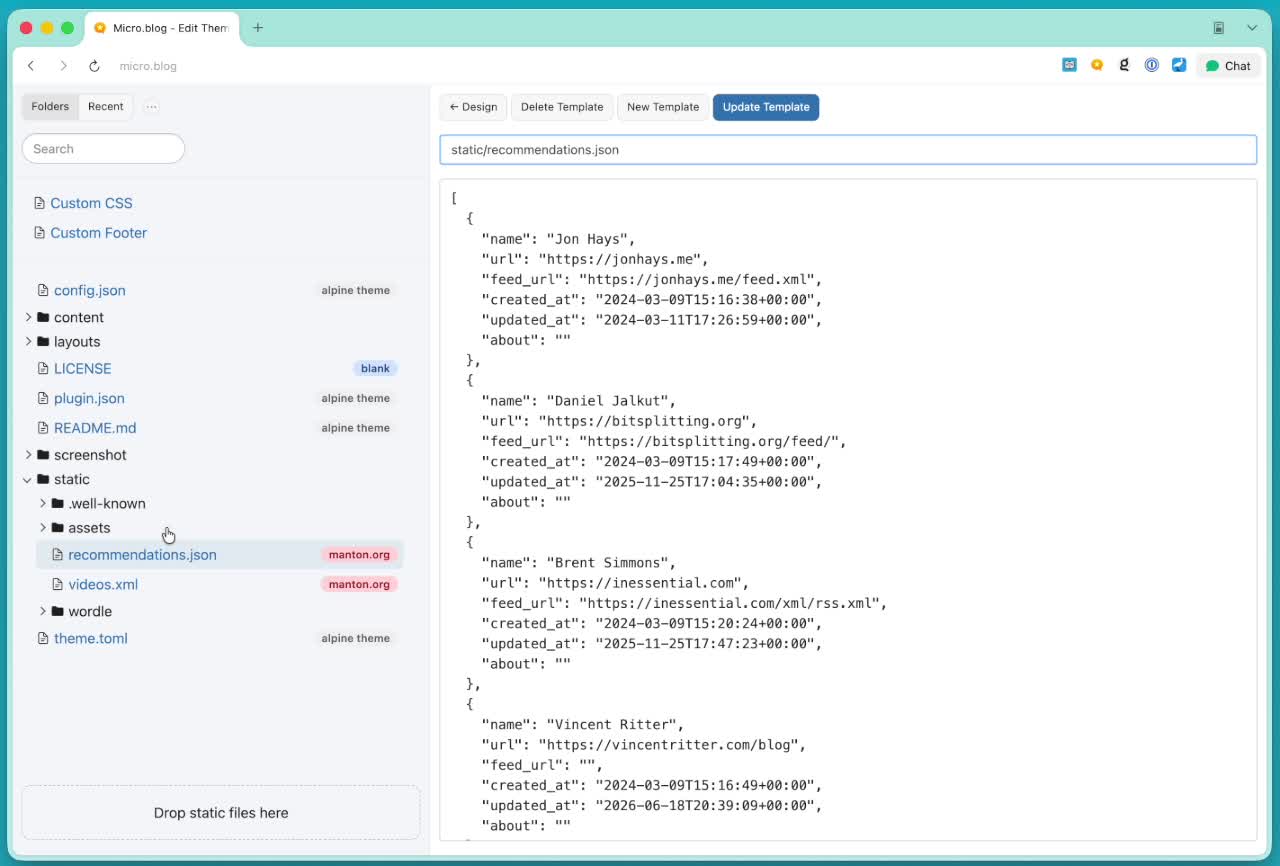 Micro.blog - Edit Them
micro.blog
Chat
Folders
Recent
Search
Custom CSS
Custom Footer
config.json alpine theme
content
layouts
LICENSE blank
plugin.json alpine theme
README.md alpine theme
screenshot
static
.well-known
assets
recommendations.json manton.org
videos.xml manton.org
wordle
theme.toml alpine theme
Drop static files here
← Design
Delete Template
New Template
Update Template
static/recommendations.json
[
  {
    "name": "Jon Hays",
    "url": "https://jonhays.me",
    "feed_url": "https://jonhays.me/feed.xml",
    "created_at": "2024-03-09T15:16:38+00:00",
    "updated_at": "2024-03-11T17:26:59+00:00",
    "about": ""
  },
  {
    "name": "Daniel Jalkut",
    "url": "https://bitsplitting.org",
    "feed_url": "https://bitsplitting.org/feed/",
    "created_at": "2024-03-09T15:17:49+00:00",
    "updated_at": "2025-11-25T17:04:35+00:00",
    "about": ""
  },
  {
    "name": "Brent Simmons",
    "url": "https://inessential.com",
    "feed_url": "https://inessential.com/xml/rss.xml",
    "created_at": "2024-03-09T15:20:24+00:00",
    "updated_at": "2025-11-25T17:47:23+00:00",
    "about": ""
  },
  {
    "name": "Vincent Ritter",
    "url": "https://vincentritter.com/blog",
    "feed_url": "",
    "created_at": "2024-03-09T15:16:49+00:00",
    "updated_at": "2026-06-18T20:39:09+00:00",
    "about": ""